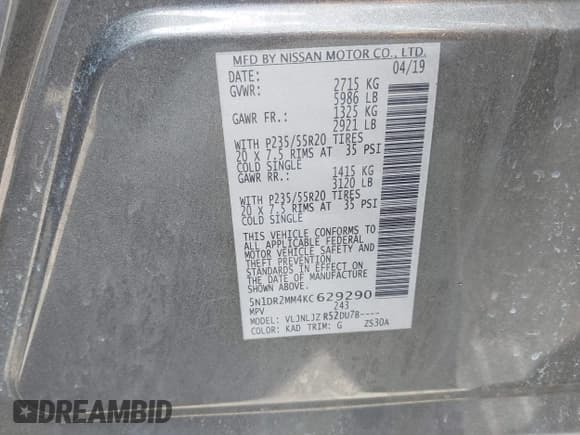 MFD BY NISSAN MOTOR CO., LTD.
DATE: 04/19
GVWR: 2715 KG
5986 LB
GAWR FR.: 1325 KG
2921 LB
WITH P235/55R20 TIRES
20 X 7.5 RIMS AT 35 PSI
COLD SINGLE
GAWR RR.: 1415 KG
3120 LB
WITH P235/55R20 TIRES
20 X 7.5 RIMS AT 35 PSI
COLD SINGLE
THIS VEHICLE CONFORMS TO
ALL APPLICABLE FEDERAL
MOTOR VEHICLE SAFETY AND
THEFT PREVENTION
STANDARDS IN EFFECT ON
THE DATE OF MANUFACTURE
SHOWN ABOVE.
5N1DR2MM4KC629290
MPV 243
MODEL: VLJNLJZ R52DU7B----
COLOR: KAD TRIM: G ZS30A
DREAMBID